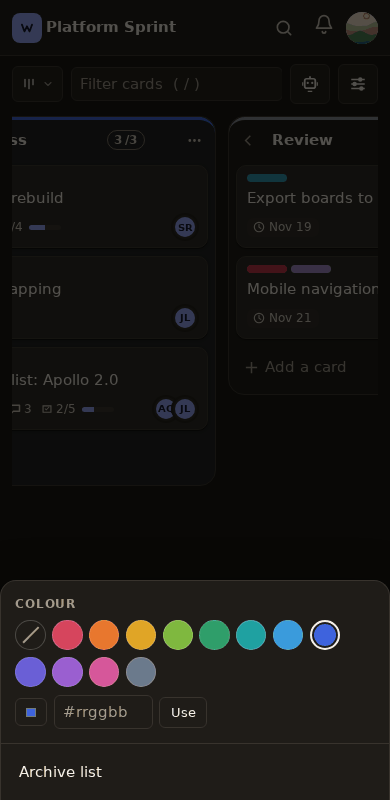 W Platform Sprint
Filter cards ( / )
ss 3/3 ... Review
rebuild
/4 SR
apping
JL
list: Apollo 2.0
3 2/5 AC JL
Export boards to
Nov 19
Mobile navigation
Nov 21
+ Add a card
COLOUR
#rrggbb Use
Archive list